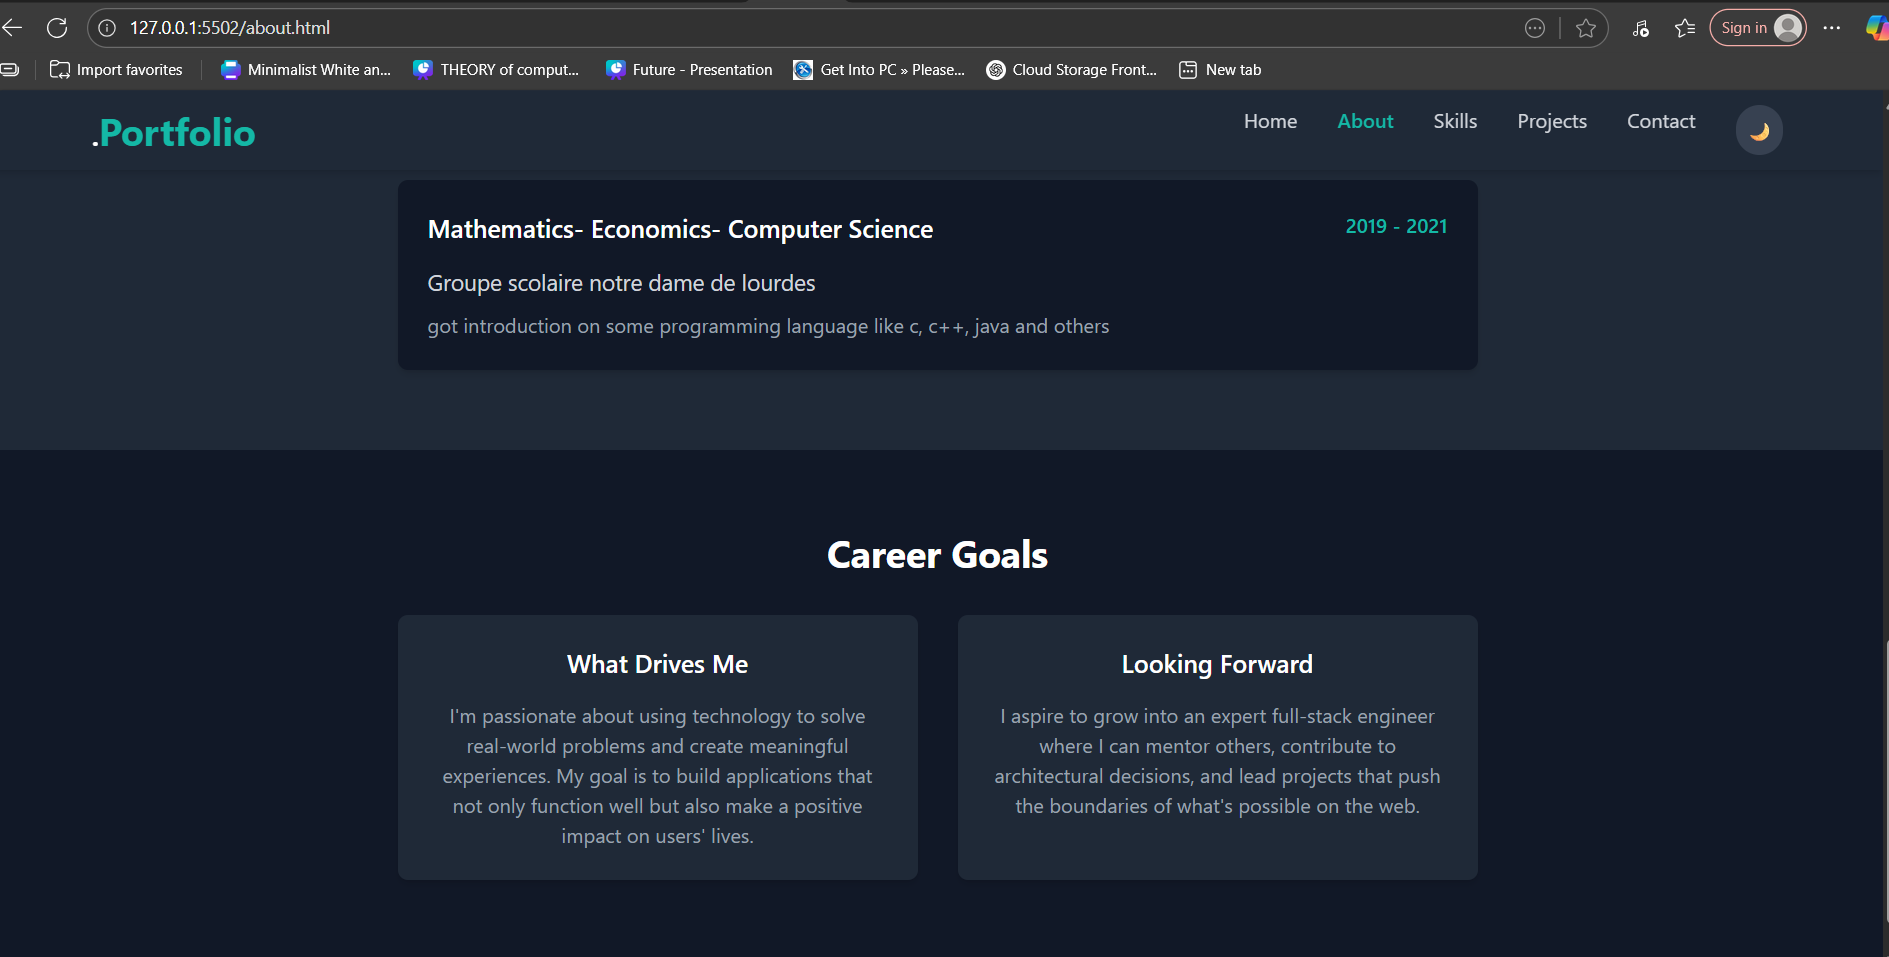 127.0.0.1:5502/about.html
Sign in
Import favorites
Minimalist White an...
THEORY of comput...
Future - Presentation
Get Into PC » Please...
Cloud Storage Front...
New tab
.Portfolio
Home
About
Skills
Projects
Contact
Mathematics- Economics- Computer Science
2019 - 2021
Groupe scolaire notre dame de lourdes
got introduction on some programming language like c, c++, java and others
Career Goals
What Drives Me
I'm passionate about using technology to solve
real-world problems and create meaningful
experiences. My goal is to build applications that
not only function well but also make a positive
impact on users' lives.
Looking Forward
I aspire to grow into an expert full-stack engineer
where I can mentor others, contribute to
architectural decisions, and lead projects that push
the boundaries of what's possible on the web.